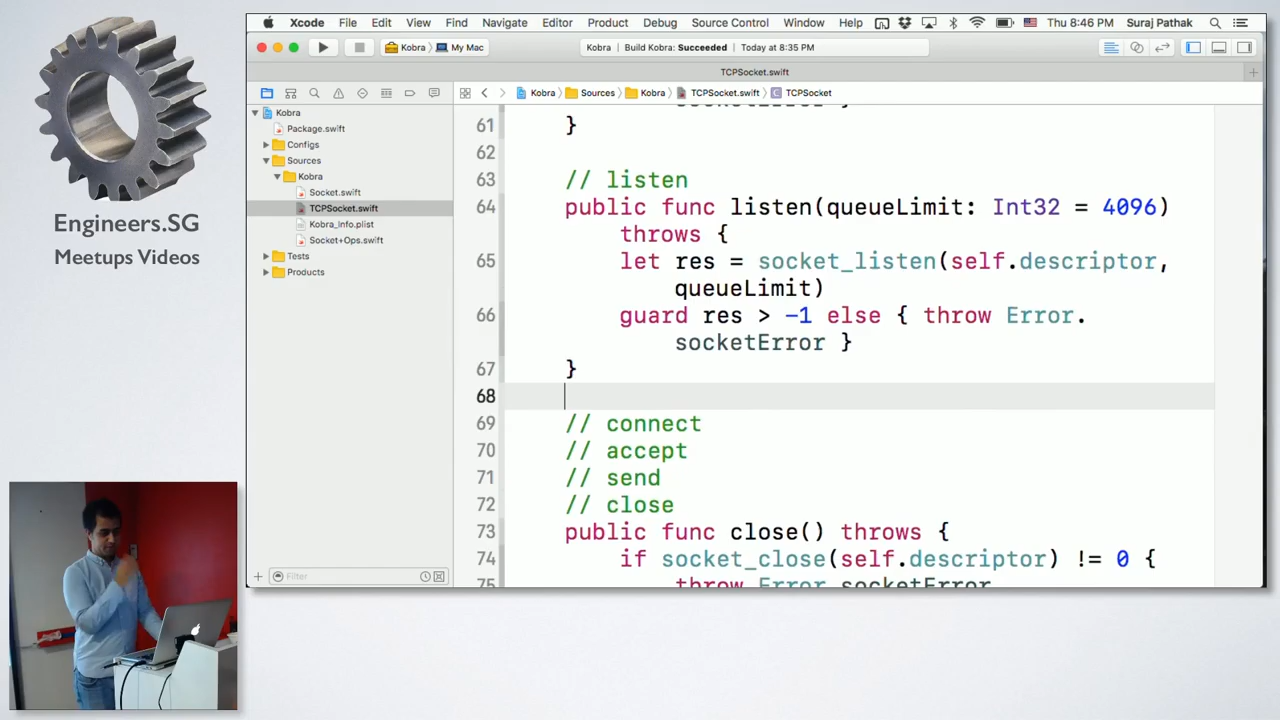 Xcode File Edit View Find Navigate Editor Product Debug Source Control Window Help Thu 8:46 PM Suraj Pathak
Kobra My Mac Kobra | Build Kobra: Succeeded | Today at 8:35 PM
TCPSocket.swift
Kobra Sources Kobra TCPSocket.swift C TCPSocket
Kobra
Package.swift
Configs
Sources
Kobra
Socket.swift
TCPSocket.swift
Kobra_Info.plist
Socket+Ops.swift
Tests
Products
Filter
61 }
62
63 // listen
64 public func listen(queueLimit: Int32 = 4096)
throws {
65 let res = socket_listen(self.descriptor,
queueLimit)
66 guard res > -1 else { throw Error.
socketError }
67 }
68
69 // connect
70 // accept
71 // send
72 // close
73 public func close() throws {
74 if socket_close(self.descriptor) != 0 {
75 throw Error.socketError
Engineers.SG
Meetups Videos